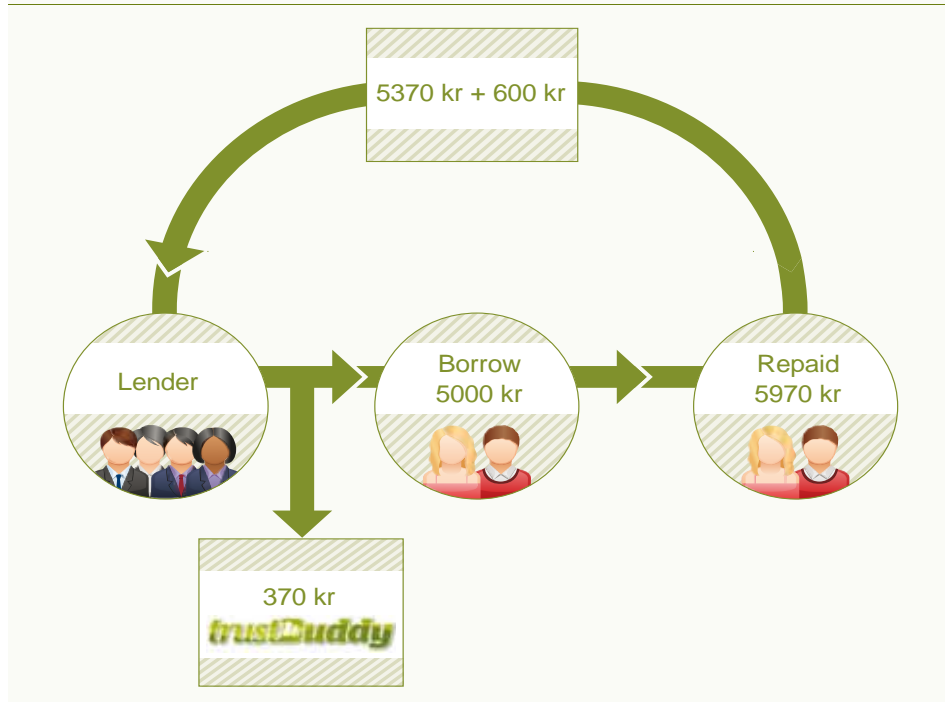 5370 kr + 600 kr
Lender
Borrow
5000 kr
Repaid
5970 kr
370 kr
trustBuddy